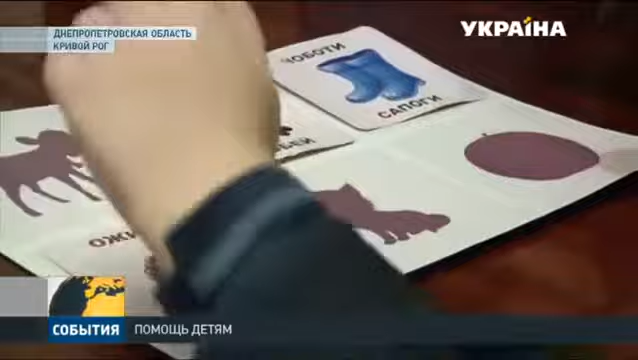 ДНЕПРОПЕТРОВСКАЯ ОБЛАСТЬ
КРИВОЙ РОГ
УКРАЇНА
ЧОБОТИ
САПОГИ
СОБЫТИЯ
ПОМОЩЬ ДЕТЯМ